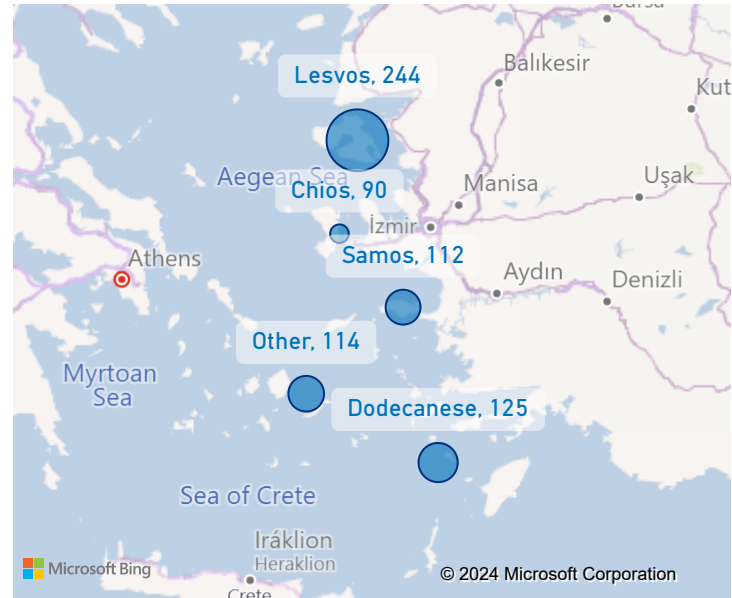 Bursa
Balıkesir
Lesvos, 244
Kut
Aegean Sea
Uşak
Chios, 90
Manisa
İzmir
Samos, 112
Athens
Aydın
Denizli
Other, 114
Myrtoan
Sea
Dodecanese, 125
Sea of Crete
Iráklion
Heraklion
Microsoft Bing
© 2024 Microsoft Corporation
Crete